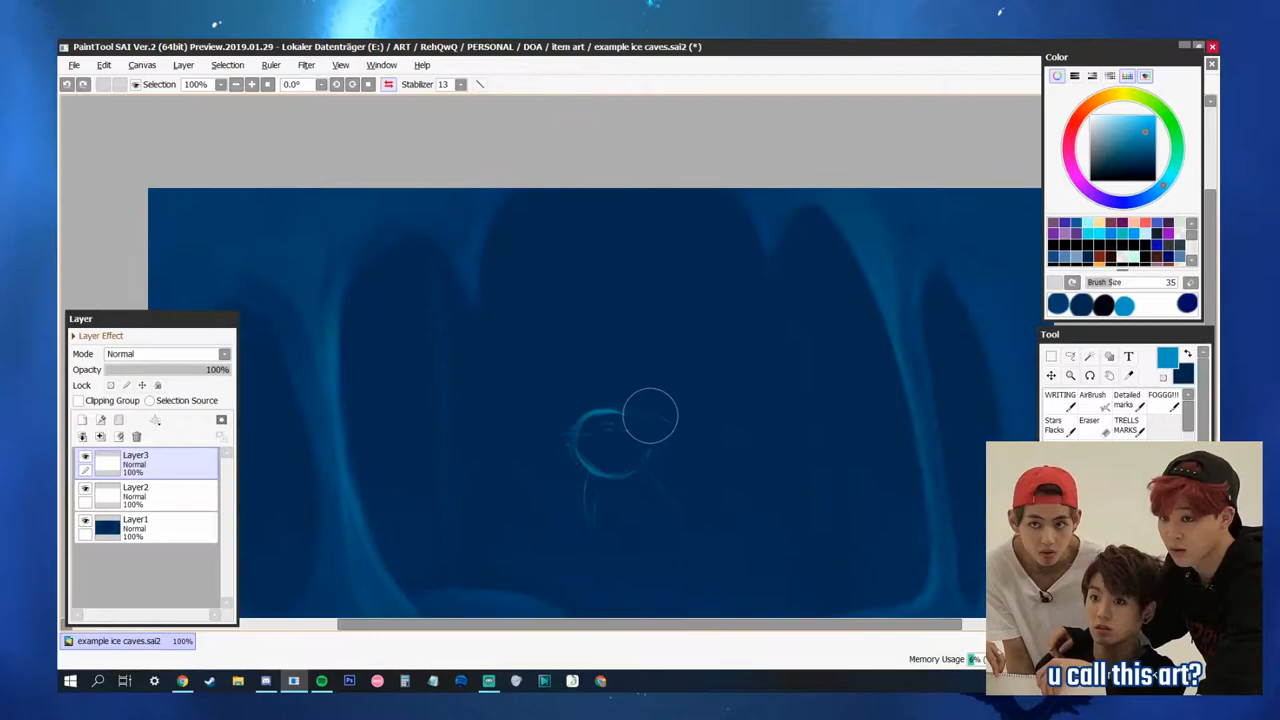 PaintTool SAI Ver.2 (64bit) Preview.2019.01.29 - Lokaler Datenträger (E:) / ART / RehQwQ / PERSONAL / DOA / item art / example ice caves.sai2 (*)
File Edit Canvas Layer Selection Ruler Filter View Window Help
Selection 100% 0.0° Stabilizer 13
Color
Brush Size 35
Layer
Layer Effect
Mode Normal
Opacity 100%
Lock
Clipping Group Selection Source
Layer3
Normal
100%
Layer2
Normal
100%
Layer1
Normal
100%
Tool
T
WRITING AirBrush Detailed marks FOGGG!!!
Stars Flacks Eraser TRELLS MARKS
example ice caves.sai2 100%
Memory Usage 6%
Ps
u call this art?